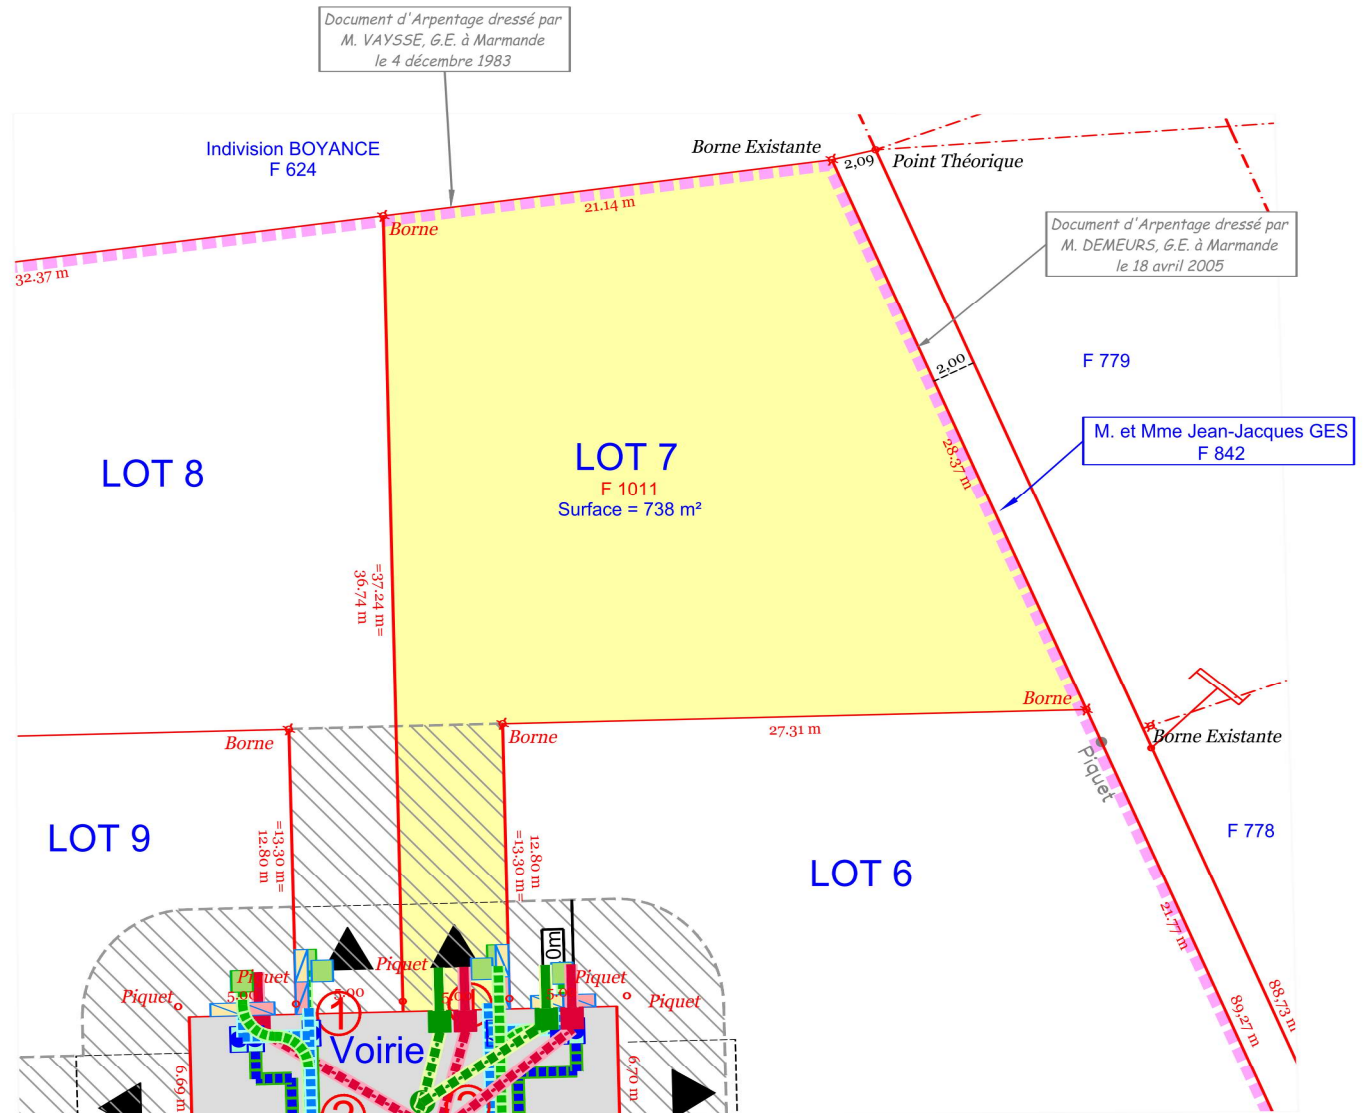 Document d'Arpentage dressé par
M. VAYSSE, G.E. à Marmande
le 4 décembre 1983
Indivision BOYANCE
F 624
Borne Existante
2,09
Point Théorique
21.14 m
Borne
32.37 m
Document d'Arpentage dressé par
M. DEMEURS, G.E. à Marmande
le 18 avril 2005
2,00
F 779
M. et Mme Jean-Jacques GES
F 842
28.37 m
LOT 8
LOT 7
F 1011
Surface = 738 m²
=37.24 m=
36.74 m
Borne
27.31 m
Borne
Borne
Borne Existante
Piquet
LOT 9
=13.30 m=
12.80 m
12.80 m
=13.30 m=
LOT 6
F 778
21.77 m
0m
Piquet
Piquet
Piquet
Piquet
Piquet
5.00
1
Voirie
6.69 m
6.70 m
89,27 m
88,73 m